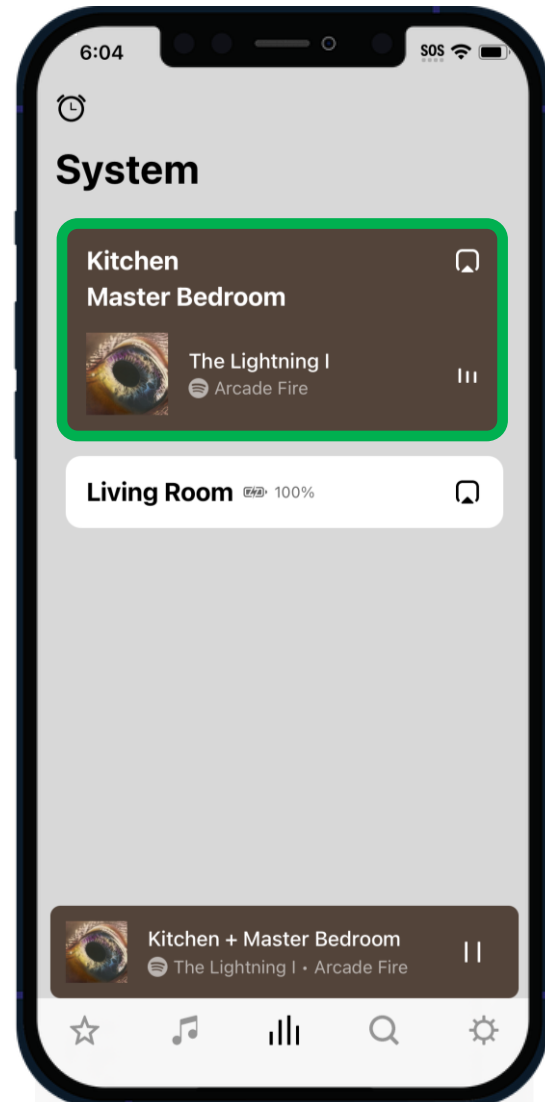 6:04
SOS
System
Kitchen
Master Bedroom
The Lightning I
Arcade Fire
Living Room 100%
Kitchen + Master Bedroom
The Lightning I • Arcade Fire